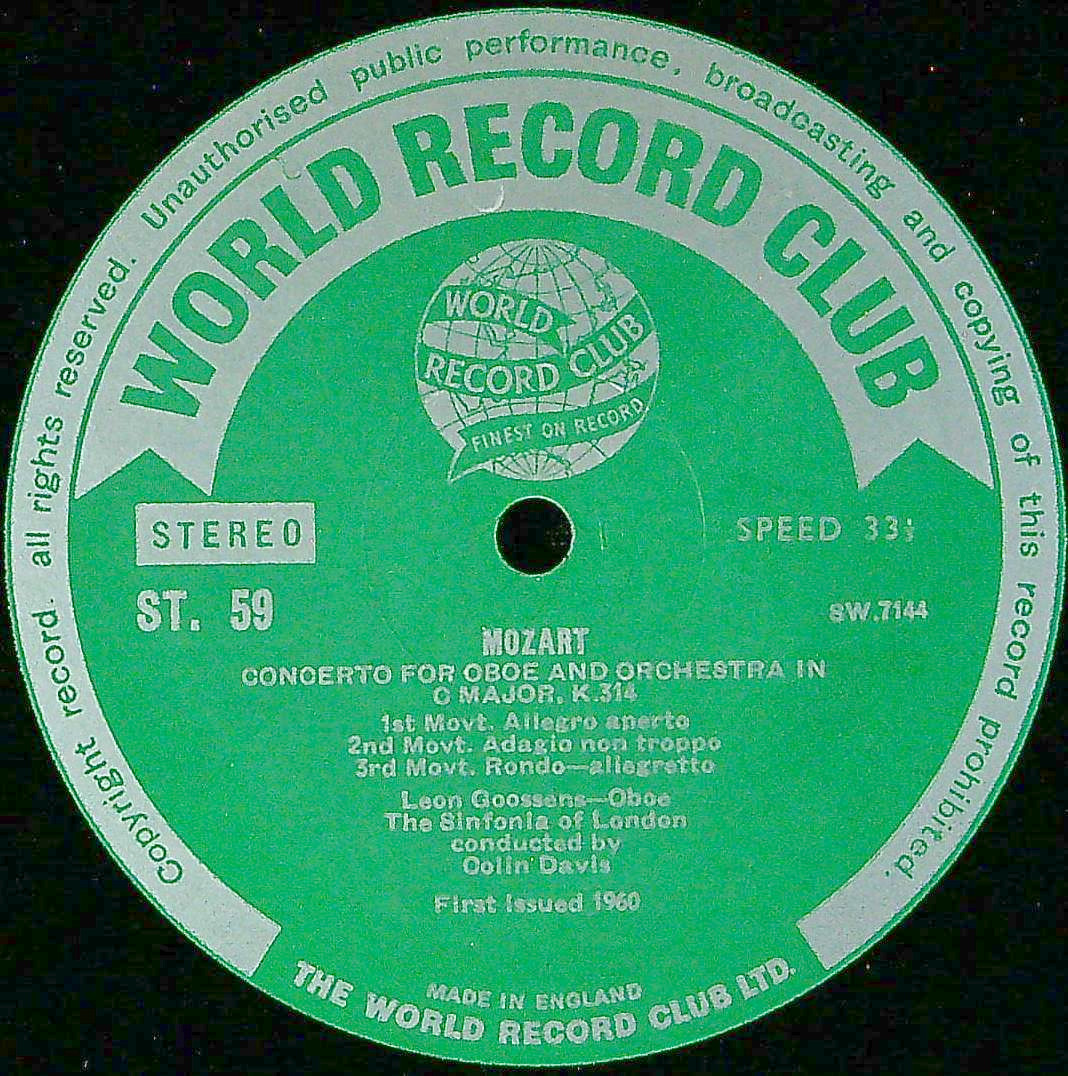 Copyright record. all rights reserved. Unauthorised public performance, broadcasting and copying of this record prohibited.
WORLD RECORD CLUB
WORLD
RECORD CLUB
FINEST ON RECORD
STEREO
SPEED 33⅓
ST. 59
SW.7144
MOZART
CONCERTO FOR OBOE AND ORCHESTRA IN
C MAJOR, K.314
1st Movt. Allegro aperto
2nd Movt. Adagio non troppo
3rd Movt. Rondo—allegretto
Leon Goossens—Oboe
The Sinfonia of London
conducted by
Colin Davis
First Issued 1960
MADE IN ENGLAND
THE WORLD RECORD CLUB LTD.